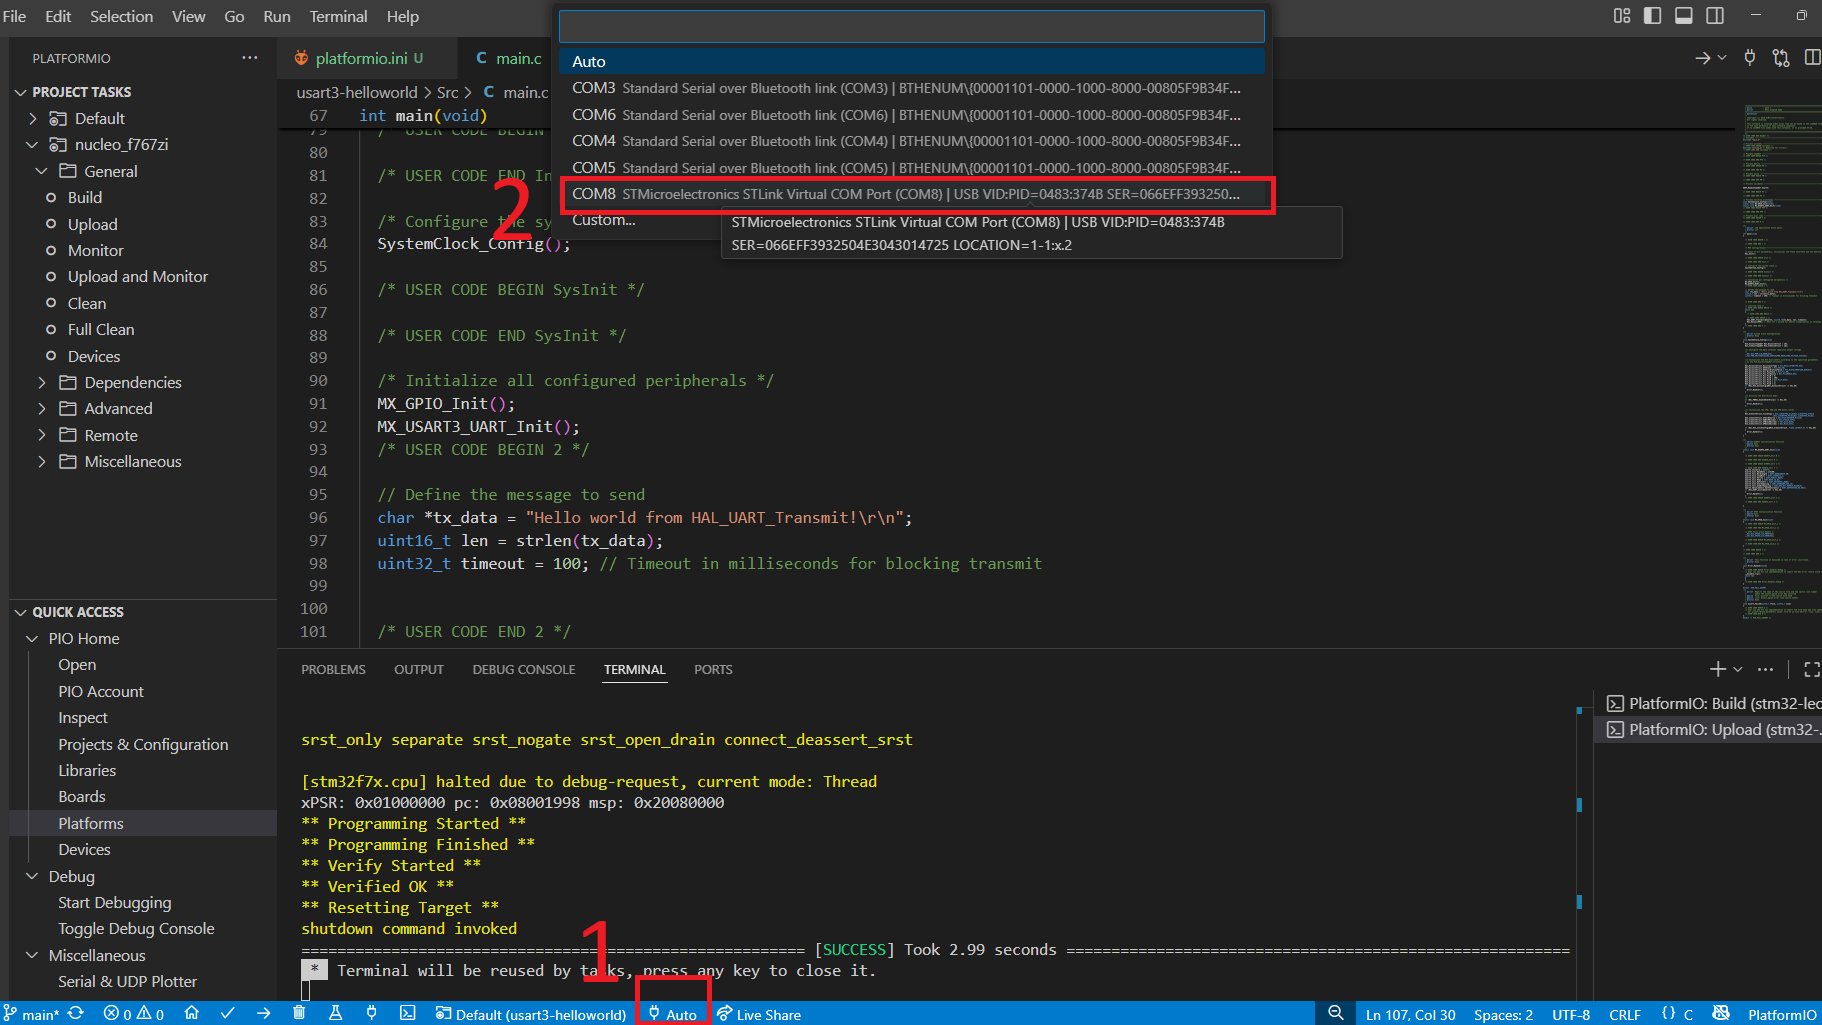 File Edit Selection View Go Run Terminal Help
PLATFORMIO ...
PROJECT TASKS
Default
nucleo_f767zi
General
Build
Upload
Monitor
Upload and Monitor
Clean
Full Clean
Devices
Dependencies
Advanced
Remote
Miscellaneous
QUICK ACCESS
PIO Home
Open
PIO Account
Inspect
Projects & Configuration
Libraries
Boards
Platforms
Devices
Debug
Start Debugging
Toggle Debug Console
Miscellaneous
Serial & UDP Plotter
platformio.ini U
C main.c
usart3-helloworld > Src > C main.c
Auto
COM3 Standard Serial over Bluetooth link (COM3) | BTHENUM\{00001101-0000-1000-8000-00805F9B34F...
COM6 Standard Serial over Bluetooth link (COM6) | BTHENUM\{00001101-0000-1000-8000-00805F9B34F...
COM4 Standard Serial over Bluetooth link (COM4) | BTHENUM\{00001101-0000-1000-8000-00805F9B34F...
COM5 Standard Serial over Bluetooth link (COM5) | BTHENUM\{00001101-0000-1000-8000-00805F9B34F...
COM8 STMicroelectronics STLink Virtual COM Port (COM8) | USB VID:PID=0483:374B SER=066EFF393250...
Custom...
STMicroelectronics STLink Virtual COM Port (COM8) | USB VID:PID=0483:374B
SER=066EFF3932504E3043014725 LOCATION=1-1:x.2
2
67 int main(void)
79 /* USER CODE BEGIN
80
81 /* USER CODE END In
82
83 /* Configure the sy
84 SystemClock_Config();
85
86 /* USER CODE BEGIN SysInit */
87
88 /* USER CODE END SysInit */
89
90 /* Initialize all configured peripherals */
91 MX_GPIO_Init();
92 MX_USART3_UART_Init();
93 /* USER CODE BEGIN 2 */
94
95 // Define the message to send
96 char *tx_data = "Hello world from HAL_UART_Transmit!\r\n";
97 uint16_t len = strlen(tx_data);
98 uint32_t timeout = 100; // Timeout in milliseconds for blocking transmit
99
100
101 /* USER CODE END 2 */
PROBLEMS OUTPUT DEBUG CONSOLE TERMINAL PORTS
srst_only separate srst_nogate srst_open_drain connect_deassert_srst
[stm32f7x.cpu] halted due to debug-request, current mode: Thread
xPSR: 0x01000000 pc: 0x08001998 msp: 0x20080000
** Programming Started **
** Programming Finished **
** Verify Started **
** Verified OK **
** Resetting Target **
shutdown command invoked
======================================================== [SUCCESS] Took 2.99 seconds ========================================================
* Terminal will be reused by tasks, press any key to close it.
1
PlatformIO: Build (stm32-lec
PlatformIO: Upload (stm32-...
main* 0 0 Default (usart3-helloworld) Auto Live Share Ln 107, Col 30 Spaces: 2 UTF-8 CRLF {} C PlatformIO